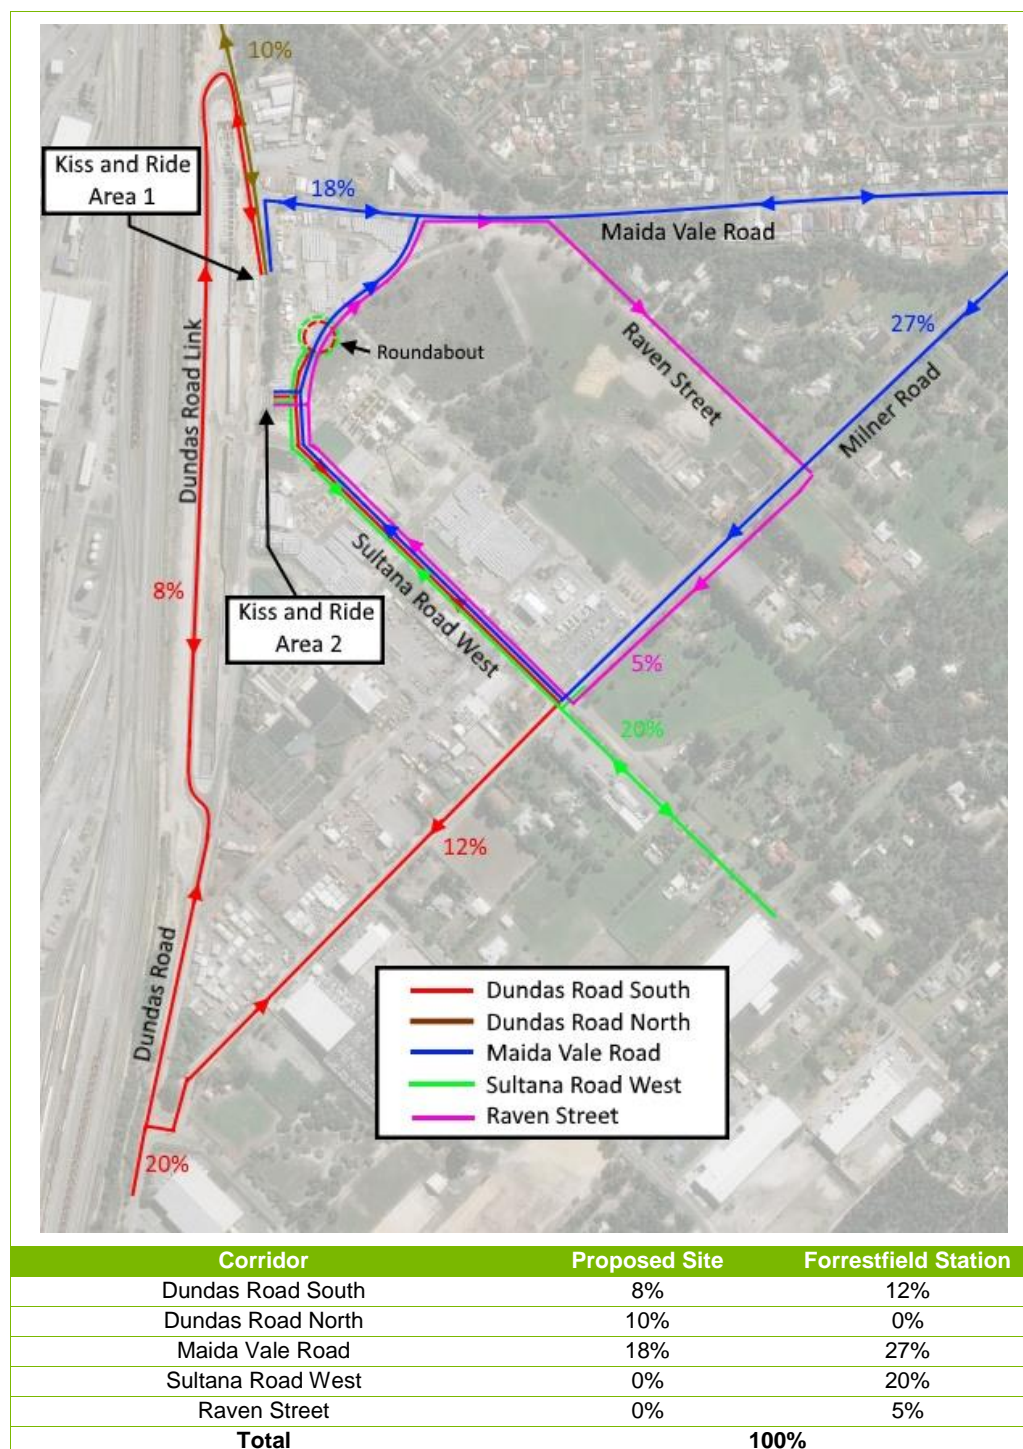 10%
Kiss and Ride
Area 1
18%
Maida Vale Road
27%
Dundas Road Link
Roundabout
Raven Street
Milner Road
Sultana Road West
8%
Kiss and Ride
Area 2
5%
20%
12%
Dundas Road
20%
Dundas Road South
Dundas Road North
Maida Vale Road
Sultana Road West
Raven Street
Corridor Proposed Site Forrestfield Station
Dundas Road South 8% 12%
Dundas Road North 10% 0%
Maida Vale Road 18% 27%
Sultana Road West 0% 20%
Raven Street 0% 5%
Total 100%